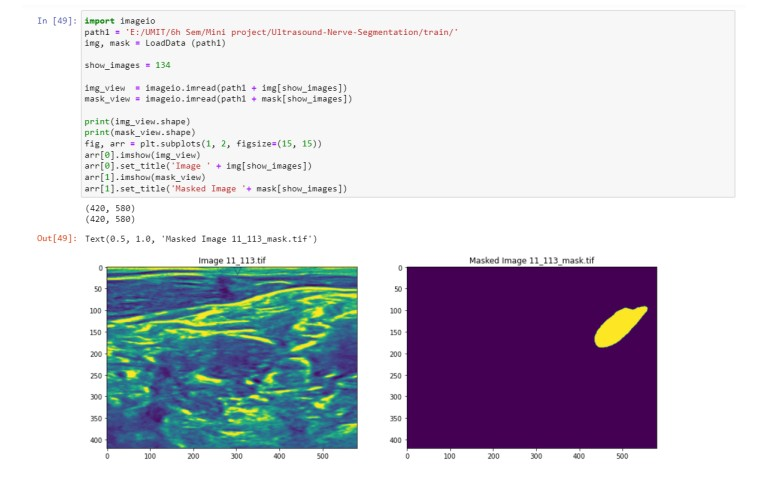 In [49]: import imageio
path1 = 'E:/UMIT/6h Sem/Mini project/Ultrasound-Nerve-Segmentation/train/'
img, mask = LoadData (path1)
show_images = 134
img_view  = imageio.imread(path1 + img[show_images])
mask_view = imageio.imread(path1 + mask[show_images])
print(img_view.shape)
print(mask_view.shape)
fig, arr = plt.subplots(1, 2, figsize=(15, 15))
arr[0].imshow(img_view)
arr[0].set_title('Image ' + img[show_images])
arr[1].imshow(mask_view)
arr[1].set_title('Masked Image '+ mask[show_images])
(420, 580)
(420, 580)
Out[49]: Text(0.5, 1.0, 'Masked Image 11_113_mask.tif')
Image 11_113.tif
0
50
100
150
200
250
300
350
400
0 100 200 300 400 500
Masked Image 11_113_mask.tif
0
50
100
150
200
250
300
350
400
0 100 200 300 400 500